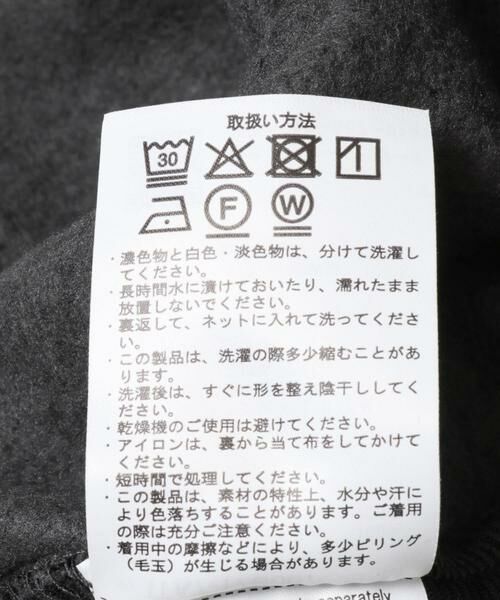 取扱い方法
30
F W
・濃色物と白色・淡色物は、分けて洗濯し
てください。
・長時間水に漬けておいたり、濡れたまま
放置しないでください。
・裏返して、ネットに入れて洗ってくださ
い。
・この製品は、洗濯の際多少縮むことがあ
ります。
・洗濯後は、すぐに形を整え陰干ししてく
ださい。
・乾燥機のご使用は避けてください。
・アイロンは、裏から当て布をしてかけて
ください。
・短時間で処理してください。
・この製品は、素材の特性上、水分や汗に
より色落ちすることがあります。ご着用
の際は充分ご注意ください。
・着用中の摩擦などにより、多少ピリング
（毛玉）が生じる場合があります。
separately